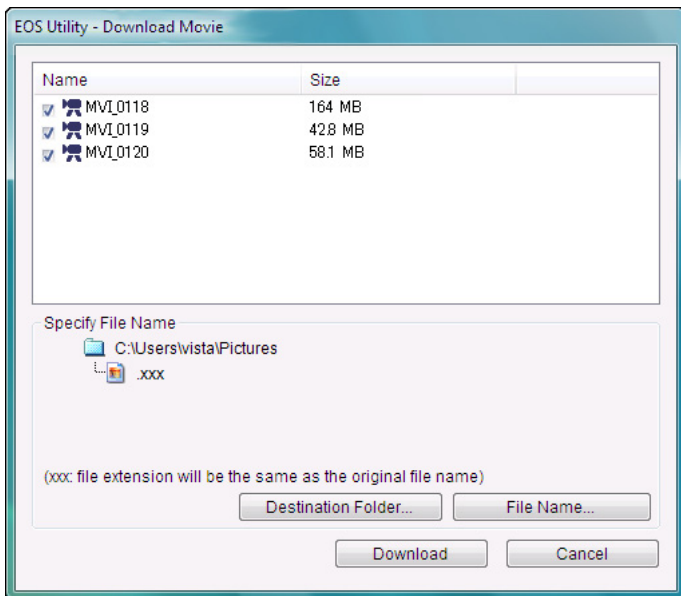 EOS Utility - Download Movie
Name Size
MVI_0118 164 MB
MVI_0119 42.8 MB
MVI_0120 58.1 MB
Specify File Name
C:\Users\vista\Pictures
.xxx
(xxx: file extension will be the same as the original file name)
Destination Folder... File Name...
Download Cancel